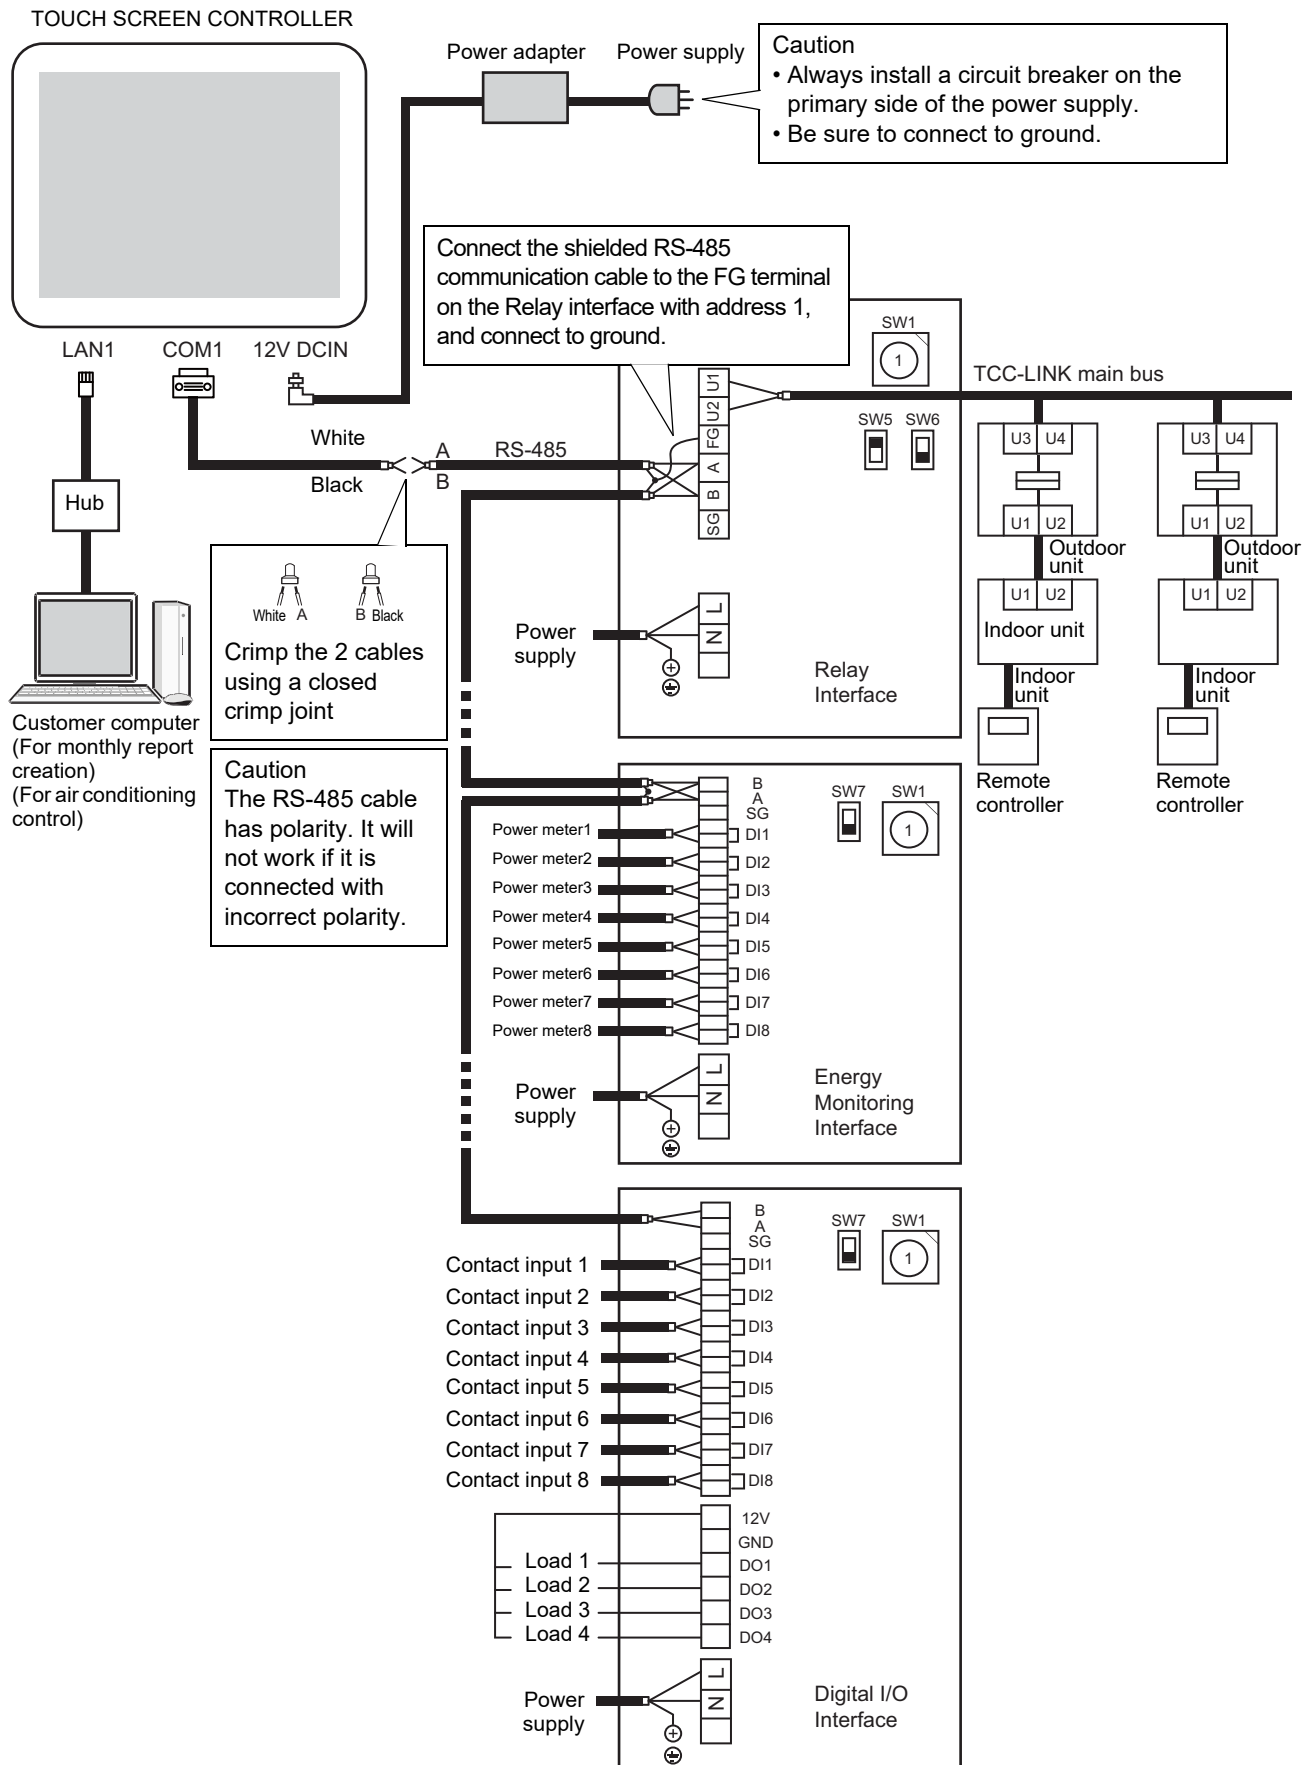 TOUCH SCREEN CONTROLLER
Power adapter
Power supply
Caution
• Always install a circuit breaker on the
primary side of the power supply.
• Be sure to connect to ground.
Connect the shielded RS-485
communication cable to the FG terminal
on the Relay interface with address 1,
and connect to ground.
LAN1
COM1
12V DCIN
White
Black
A
B
RS-485
Hub
White A
B Black
Crimp the 2 cables
using a closed
crimp joint
Customer computer
(For monthly report
creation)
(For air conditioning
control)
Caution
The RS-485 cable
has polarity. It will
not work if it is
connected with
incorrect polarity.
U1
U2
FG
A
B
SG
SW1
1
SW5
SW6
Power
supply
L
N
Relay
Interface
TCC-LINK main bus
U3 U4
U1 U2
Outdoor
unit
U1 U2
Indoor unit
Indoor
unit
Remote
controller
U3 U4
U1 U2
Outdoor
unit
U1 U2
Indoor
unit
Remote
controller
B
A
SG
SW7
SW1
1
Power meter1
DI1
Power meter2
DI2
Power meter3
DI3
Power meter4
DI4
Power meter5
DI5
Power meter6
DI6
Power meter7
DI7
Power meter8
DI8
Power
supply
L
N
Energy
Monitoring
Interface
B
A
SG
SW7
SW1
1
Contact input 1
DI1
Contact input 2
DI2
Contact input 3
DI3
Contact input 4
DI4
Contact input 5
DI5
Contact input 6
DI6
Contact input 7
DI7
Contact input 8
DI8
12V
GND
Load 1
DO1
Load 2
DO2
Load 3
DO3
Load 4
DO4
Power
supply
L
N
Digital I/O
Interface